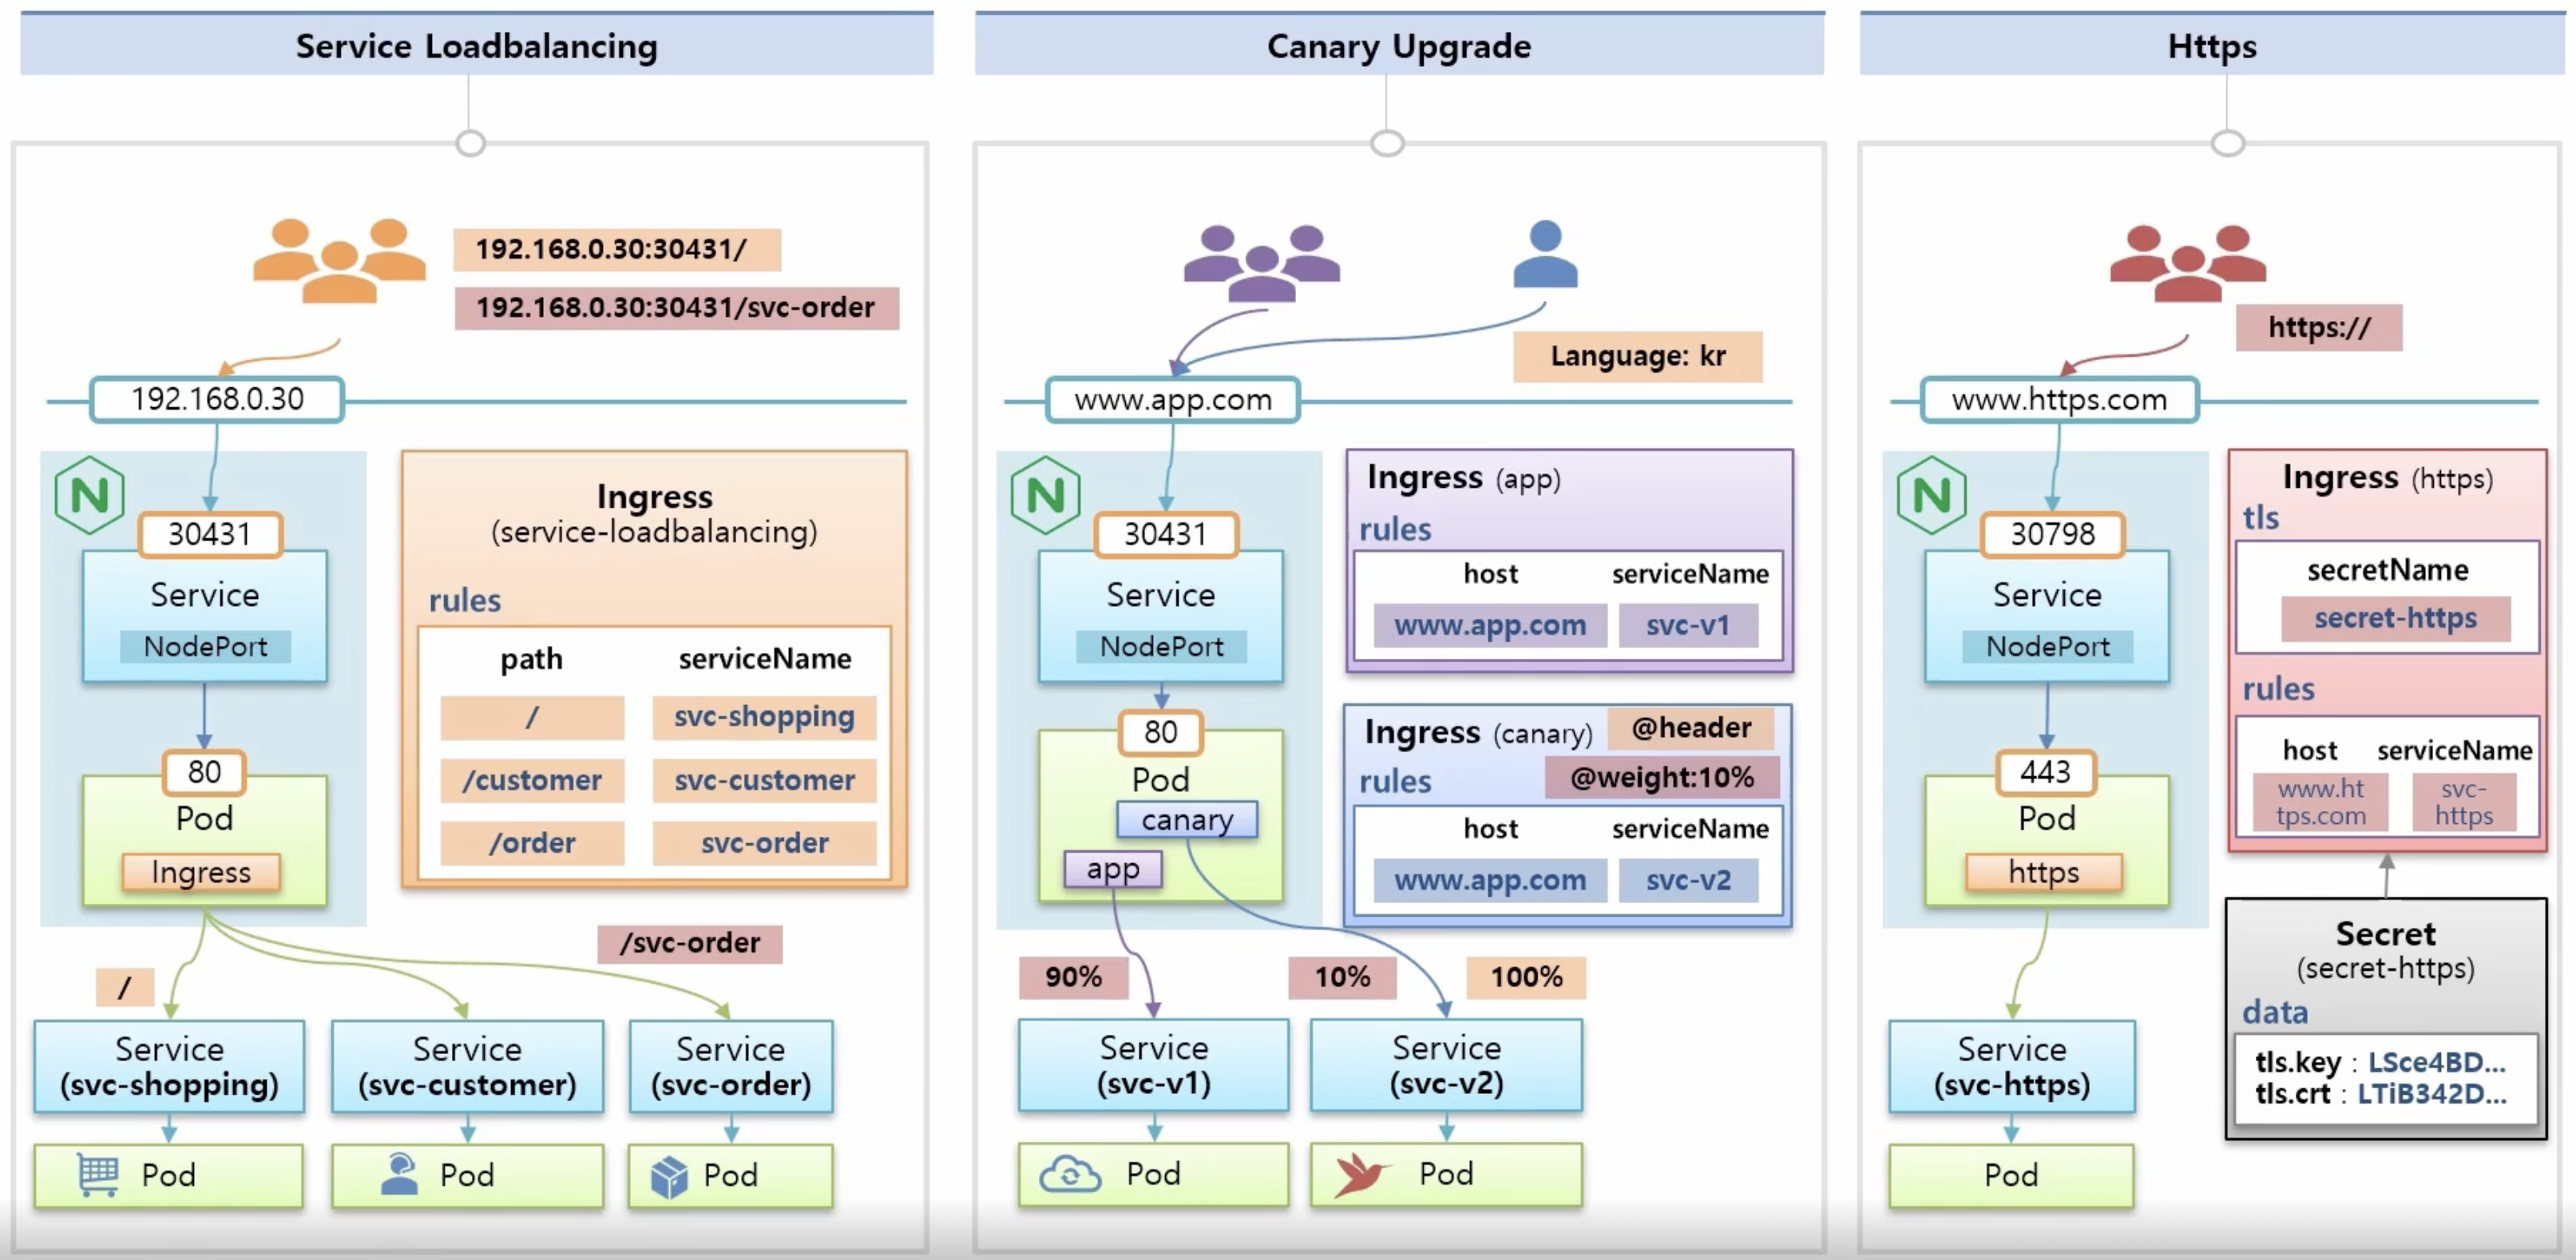 Service Loadbalancing
192.168.0.30:30431/
192.168.0.30:30431/svc-order
192.168.0.30
N
30431
Service
NodePort
80
Pod
Ingress
Ingress
(service-loadbalancing)
rules
path serviceName
/ svc-shopping
/customer svc-customer
/order svc-order
/
/svc-order
Service
(svc-shopping)
Service
(svc-customer)
Service
(svc-order)
Pod
Pod
Pod
Canary Upgrade
Language: kr
www.app.com
N
30431
Service
NodePort
80
Pod
canary
app
Ingress (app)
rules
host serviceName
www.app.com svc-v1
Ingress (canary) @header
rules @weight:10%
host serviceName
www.app.com svc-v2
90%
10%
100%
Service
(svc-v1)
Service
(svc-v2)
Pod
Pod
Https
https://
www.https.com
N
30798
Service
NodePort
443
Pod
https
Ingress (https)
tls
secretName
secret-https
rules
host serviceName
www.ht
tps.com
svc-
https
Secret
(secret-https)
data
tls.key : LSce4BD...
tls.crt : LTiB342D...
Service
(svc-https)
Pod